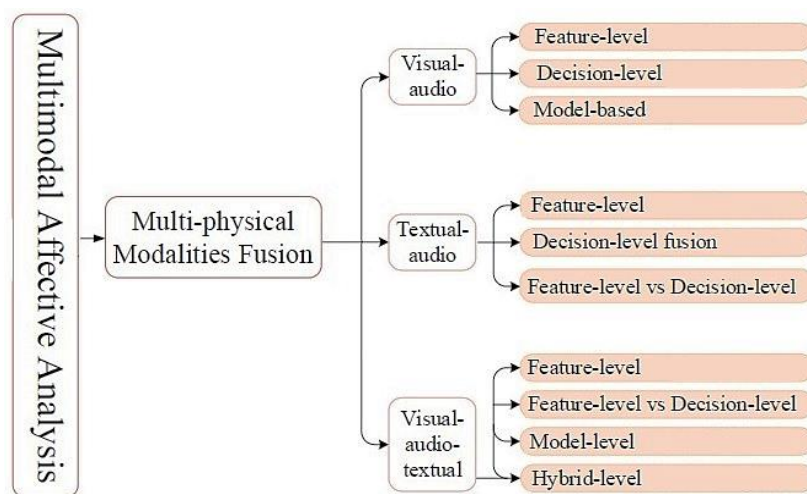 Multimodal Affective Analysis
Multi-physical
Modalities Fusion
Visual-
audio
Feature-level
Decision-level
Model-based
Textual-
audio
Feature-level
Decision-level fusion
Feature-level vs Decision-level
Visual-
audio-
textual
Feature-level
Feature-level vs Decision-level
Model-level
Hybrid-level